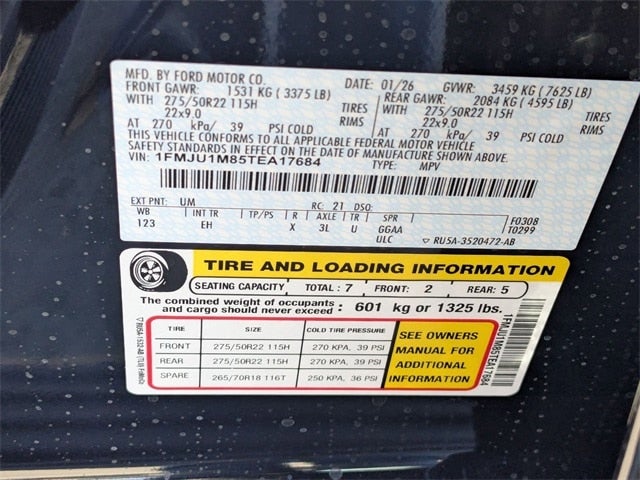 MFD. BY FORD MOTOR CO.
01/26 GVWR: 3459 KG (7625 LB)
FRONT GAWR: 1531 KG (3375 LB)
REAR GAWR: 2084 KG (4595 LB)
WITH 275/50R22 115H TIRES
WITH 275/50R22 115H TIRES
22x9.0 RIMS
22x9.0 RIMS
AT 270 kPa/ 39 PSI COLD
AT 270 kPa/ 39 PSI COLD
THIS VEHICLE CONFORMS TO ALL APPLICABLE FEDERAL MOTOR VEHICLE
SAFETY STANDARDS IN EFFECT ON THE DATE OF MANUFACTURE SHOWN ABOVE.
VIN: 1FMJU1M85TEA17684
TYPE: MPV
EXT PNT: UM RC: 21 DSO:
WB INT TR TP/PS R AXLE TR SPR F0308
123 EH X 3L U GGAA T0299
ULC ▽ RU5A-3520472-AB
TIRE AND LOADING INFORMATION
SEATING CAPACITY TOTAL : 7 FRONT: 2 REAR: 5
The combined weight of occupants
and cargo should never exceed : 601 kg or 1325 lbs.
TIRE SIZE COLD TIRE PRESSURE
FRONT 275/50R22 115H 270 KPA, 39 PSI
REAR 275/50R22 115H 270 KPA, 39 PSI
SPARE 265/70R18 116T 250 KPA, 36 PSI
SEE OWNERS
MANUAL FOR
ADDITIONAL
INFORMATION
1FMJU1M85TEA17684